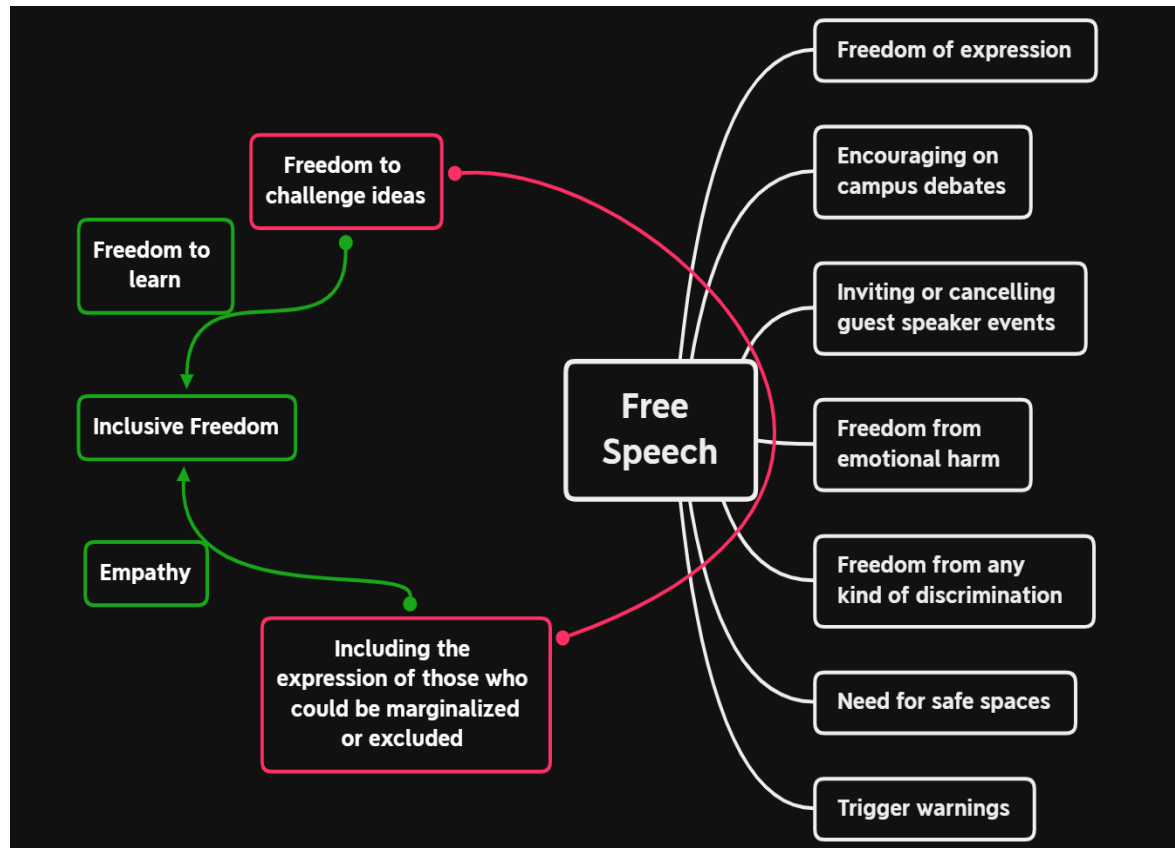 Freedom to
challenge ideas
Freedom to
learn
Inclusive Freedom
Empathy
Including the
expression of those who
could be marginalized
or excluded
Free
Speech
Freedom of expression
Encouraging on
campus debates
Inviting or cancelling
guest speaker events
Freedom from
emotional harm
Freedom from any
kind of discrimination
Need for safe spaces
Trigger warnings